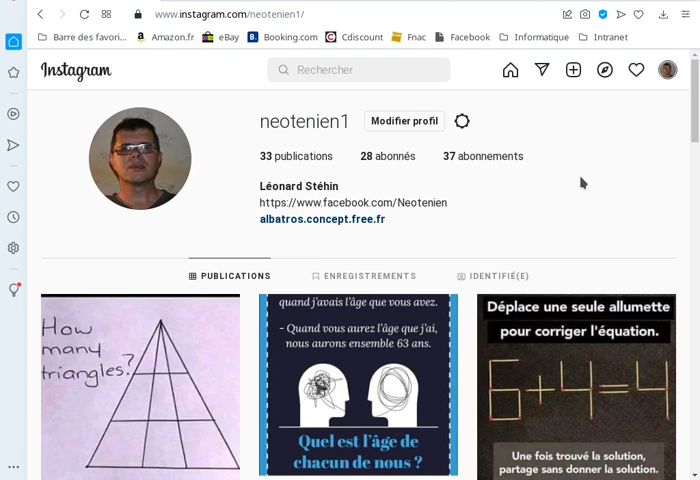 www.instagram.com/neotenien1/
Barre des favori... Amazon.fr eBay Booking.com Cdiscount Fnac Facebook Informatique Intranet
Instagram Rechercher
neotenien1 Modifier profil
33 publications 28 abonnés 37 abonnements
Léonard Stéhin
https://www.facebook.com/Neotenien
albatros.concept.free.fr
PUBLICATIONS ENREGISTREMENTS IDENTIFIÉ(E)
How
many
triangles?
quand j'avais l'âge que vous avez.
- Quand vous aurez l'âge que j'ai,
nous aurons ensemble 63 ans.
Quel est l'âge de
chacun de nous ?
Déplace une seule allumette
pour corriger l'équation.
6+4=4
Une fois trouvé la solution,
partage sans donner la solution.